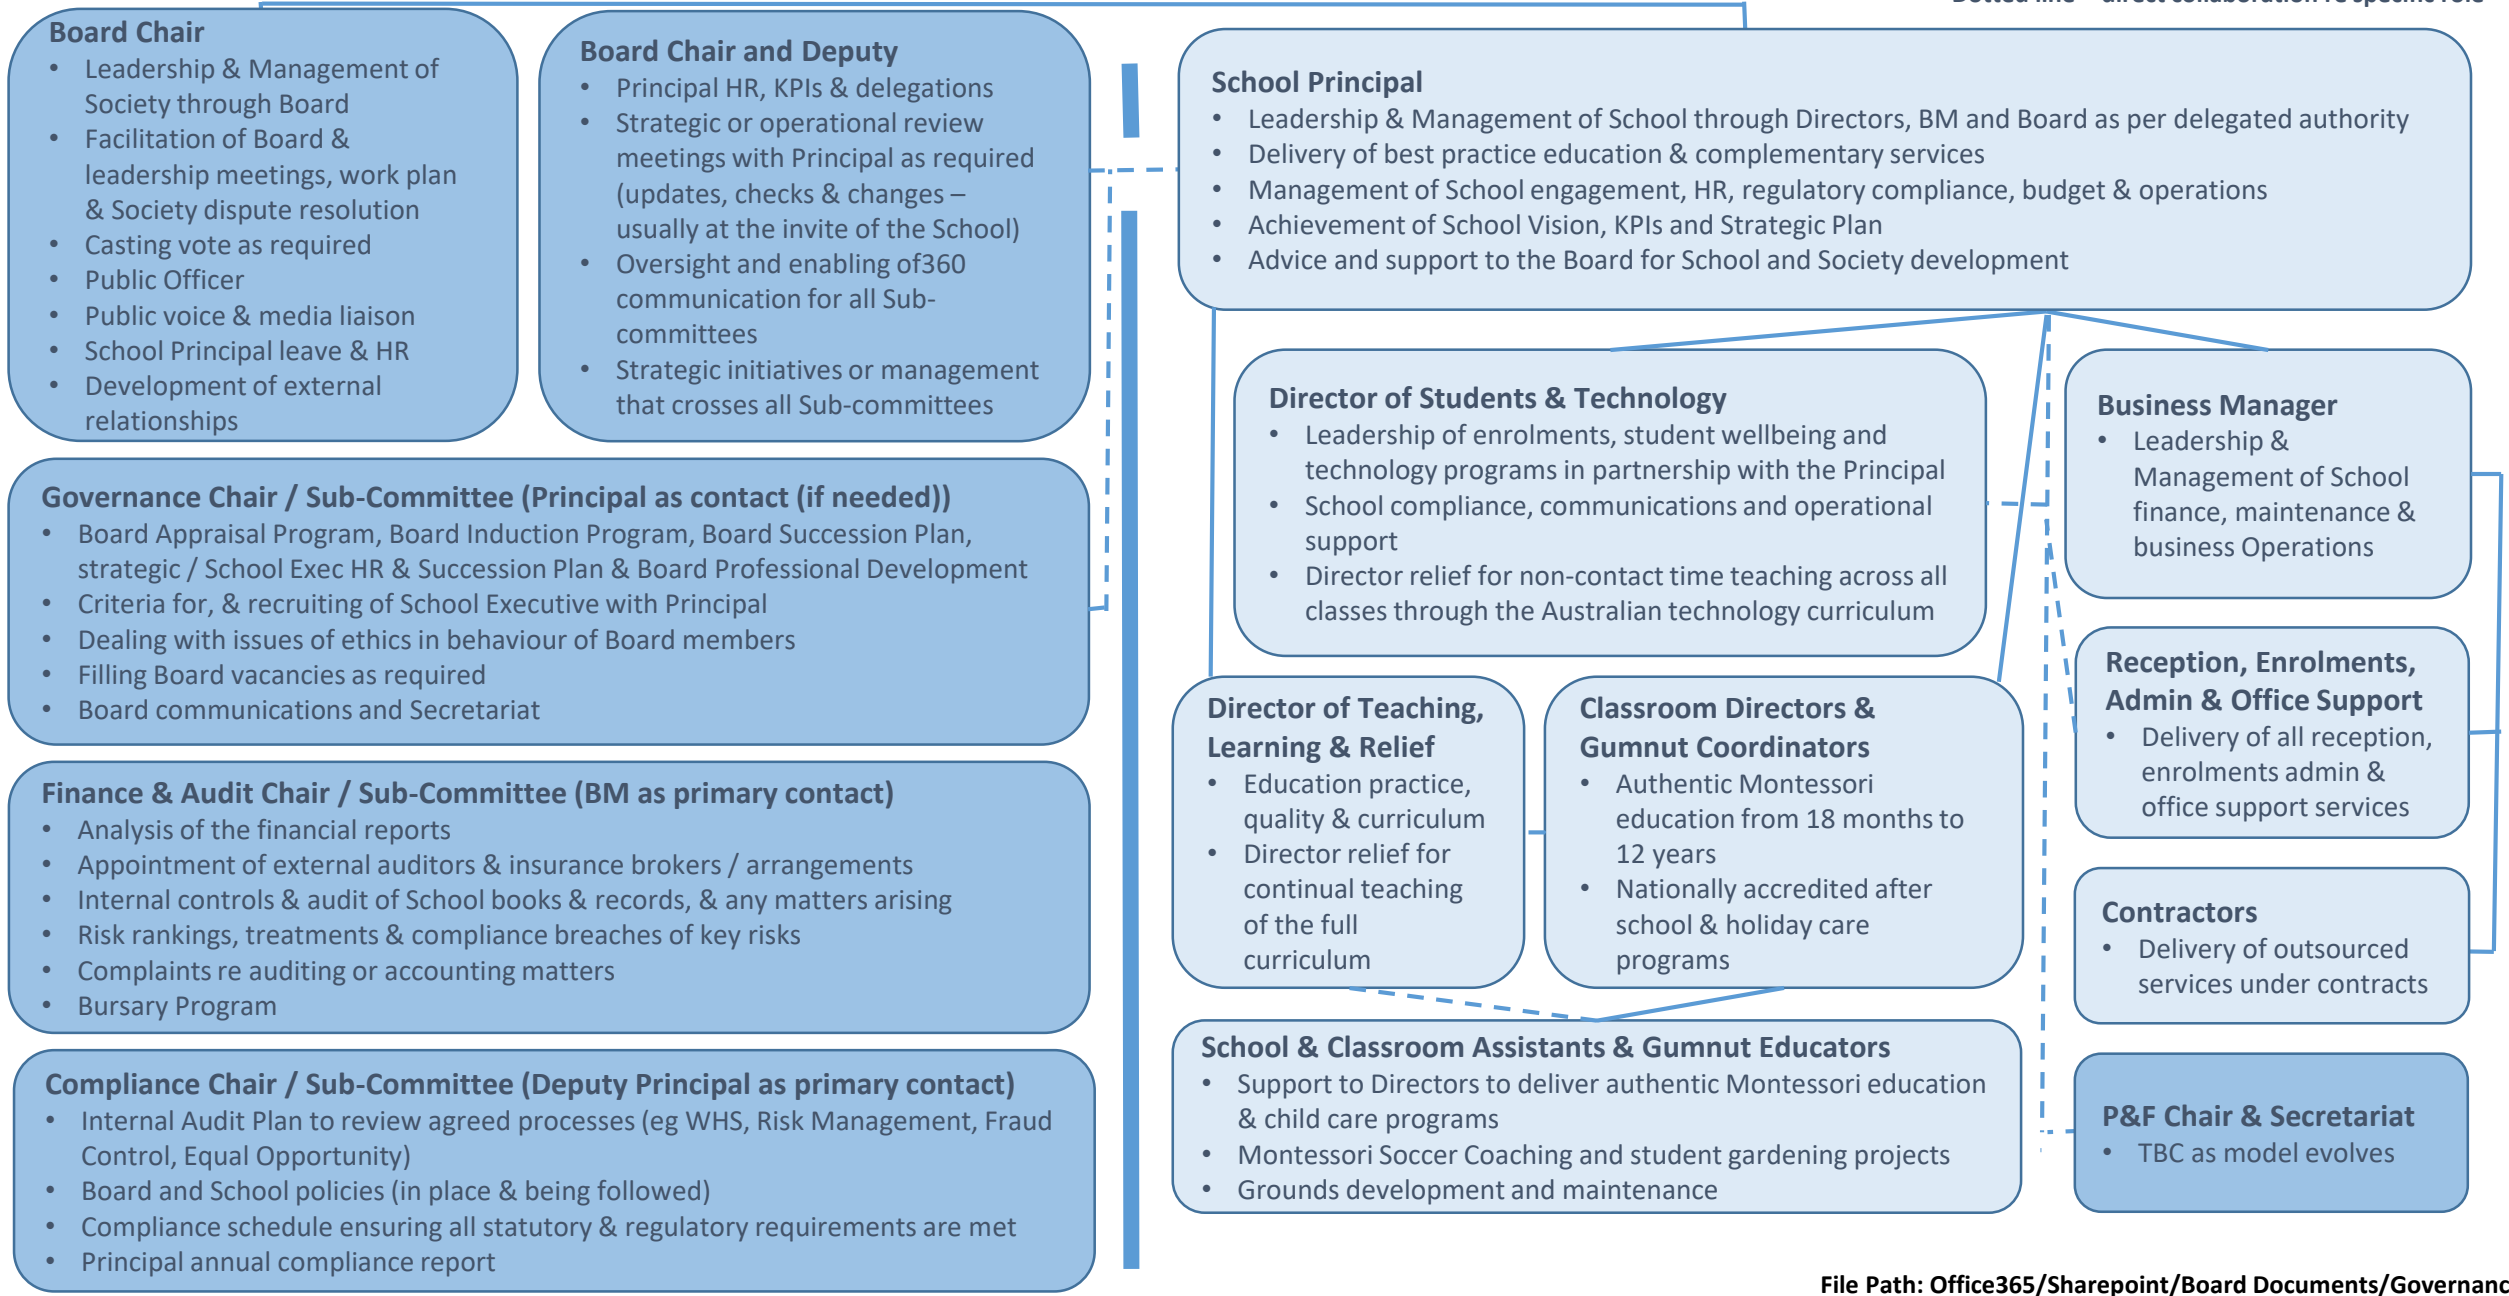 Dotted line – direct collaboration re specific role
Board Chair
• Leadership & Management of
Society through Board
• Facilitation of Board &
leadership meetings, work plan
& Society dispute resolution
• Casting vote as required
• Public Officer
• Public voice & media liaison
• School Principal leave & HR
• Development of external
relationships
Board Chair and Deputy
• Principal HR, KPIs & delegations
• Strategic or operational review
meetings with Principal as required
(updates, checks & changes –
usually at the invite of the School)
• Oversight and enabling of360
communication for all Sub-
committees
• Strategic initiatives or management
that crosses all Sub-committees
School Principal
• Leadership & Management of School through Directors, BM and Board as per delegated authority
• Delivery of best practice education & complementary services
• Management of School engagement, HR, regulatory compliance, budget & operations
• Achievement of School Vision, KPIs and Strategic Plan
• Advice and support to the Board for School and Society development
Governance Chair / Sub-Committee (Principal as contact (if needed))
• Board Appraisal Program, Board Induction Program, Board Succession Plan,
strategic / School Exec HR & Succession Plan & Board Professional Development
• Criteria for, & recruiting of School Executive with Principal
• Dealing with issues of ethics in behaviour of Board members
• Filling Board vacancies as required
• Board communications and Secretariat
Finance & Audit Chair / Sub-Committee (BM as primary contact)
• Analysis of the financial reports
• Appointment of external auditors & insurance brokers / arrangements
• Internal controls & audit of School books & records, & any matters arising
• Risk rankings, treatments & compliance breaches of key risks
• Complaints re auditing or accounting matters
• Bursary Program
Compliance Chair / Sub-Committee (Deputy Principal as primary contact)
• Internal Audit Plan to review agreed processes (eg WHS, Risk Management, Fraud
Control, Equal Opportunity)
• Board and School policies (in place & being followed)
• Compliance schedule ensuring all statutory & regulatory requirements are met
• Principal annual compliance report
Director of Students & Technology
• Leadership of enrolments, student wellbeing and
technology programs in partnership with the Principal
• School compliance, communications and operational
support
• Director relief for non-contact time teaching across all
classes through the Australian technology curriculum
Business Manager
• Leadership &
Management of School
finance, maintenance &
business Operations
Director of Teaching,
Learning & Relief
• Education practice,
quality & curriculum
• Director relief for
continual teaching
of the full
curriculum
Classroom Directors &
Gumnut Coordinators
• Authentic Montessori
education from 18 months to
12 years
• Nationally accredited after
school & holiday care
programs
Reception, Enrolments,
Admin & Office Support
• Delivery of all reception,
enrolments admin &
office support services
Contractors
• Delivery of outsourced
services under contracts
School & Classroom Assistants & Gumnut Educators
• Support to Directors to deliver authentic Montessori education
& child care programs
• Montessori Soccer Coaching and student gardening projects
• Grounds development and maintenance
P&F Chair & Secretariat
• TBC as model evolves
File Path: Office365/Sharepoint/Board Documents/Governanc